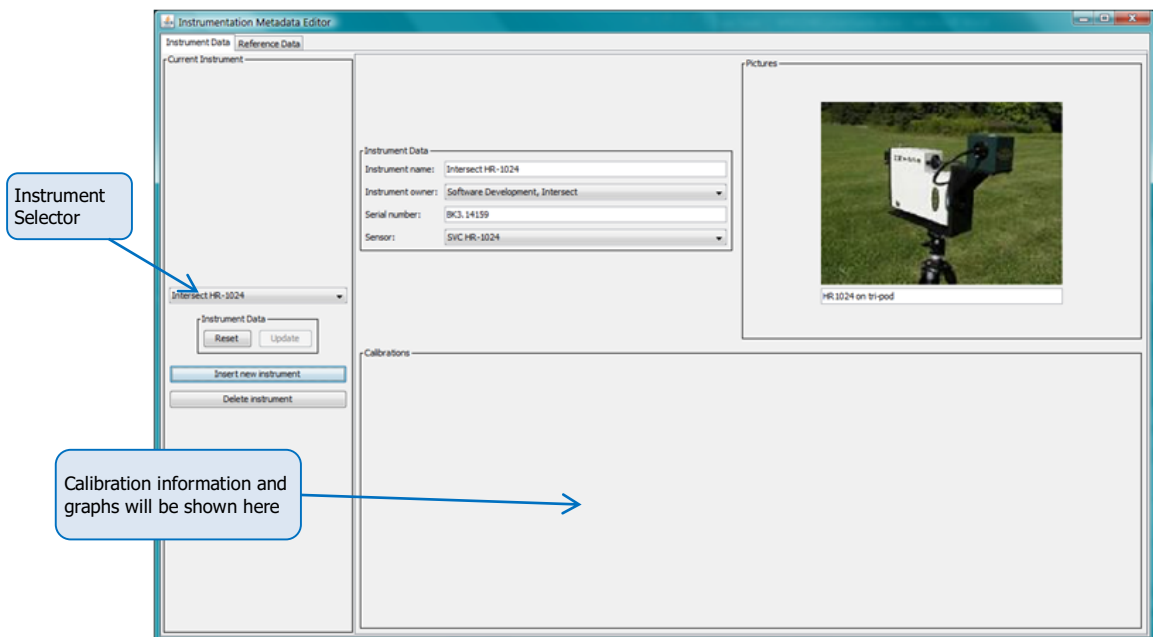 Instrumentation Metadata Editor
Instrument Data Reference Data
Current Instrument
Pictures
Instrument Data
Instrument name: Intersect HR-1024
Instrument owner: Software Development, Intersect
Serial number: BK3.14159
Sensor: SVC HR-1024
HR1024 on tri-pod
Instrument
Selector
Intersect HR-1024
Instrument Data
Reset Update
Insert new instrument
Delete instrument
Calibrations
Calibration information and
graphs will be shown here